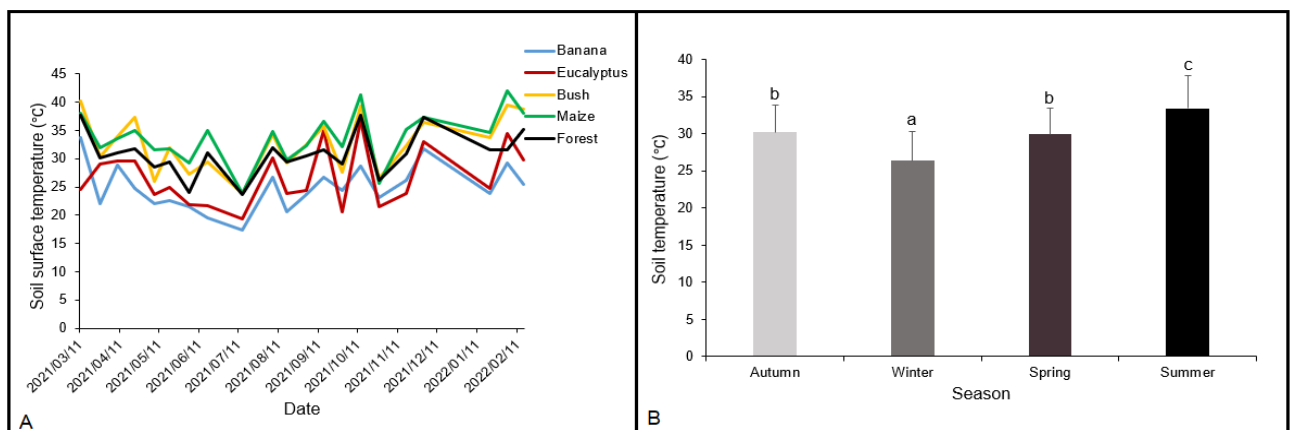 Banana
Eucalyptus
Bush
Maize
Forest
Soil surface temperature (°C)
45
40
35
30
25
20
15
10
5
0
2021/03/11
2021/04/11
2021/05/11
2021/06/11
2021/07/11
2021/08/11
2021/09/11
2021/10/11
2021/11/11
2021/12/11
2022/01/11
2022/02/11
Date
A
Soil temperature (°C)
40
35
30
25
20
15
10
5
0
b
a
b
c
Autumn Winter Spring Summer
Season
B